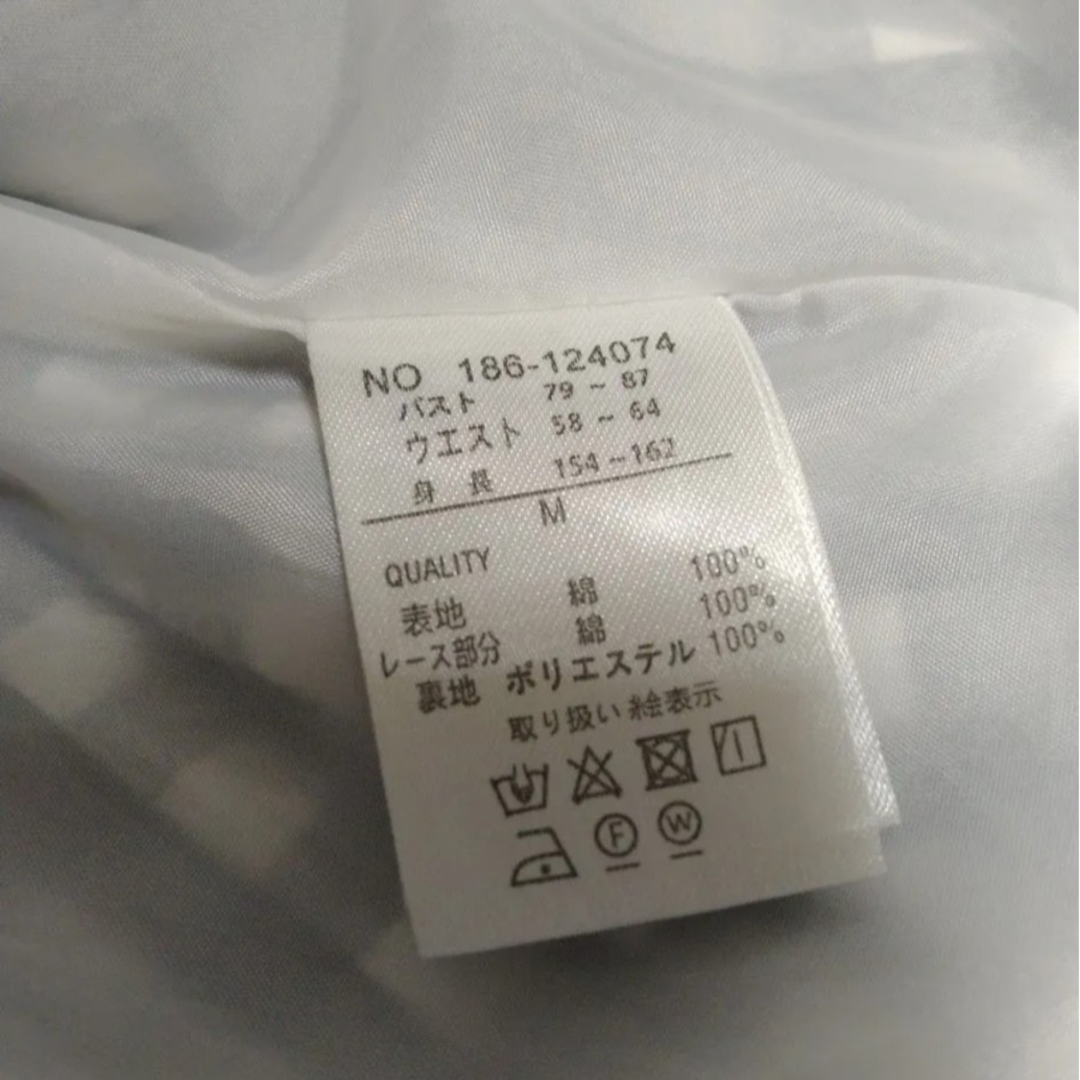 NO 186-124074
バスト 79 ~ 87
ウエスト 58 ~ 64
身長 154 ~ 162
M
QUALITY
表地 綿 100%
レース部分 綿 100%
裏地 ポリエステル 100%
取り扱い絵表示
F W